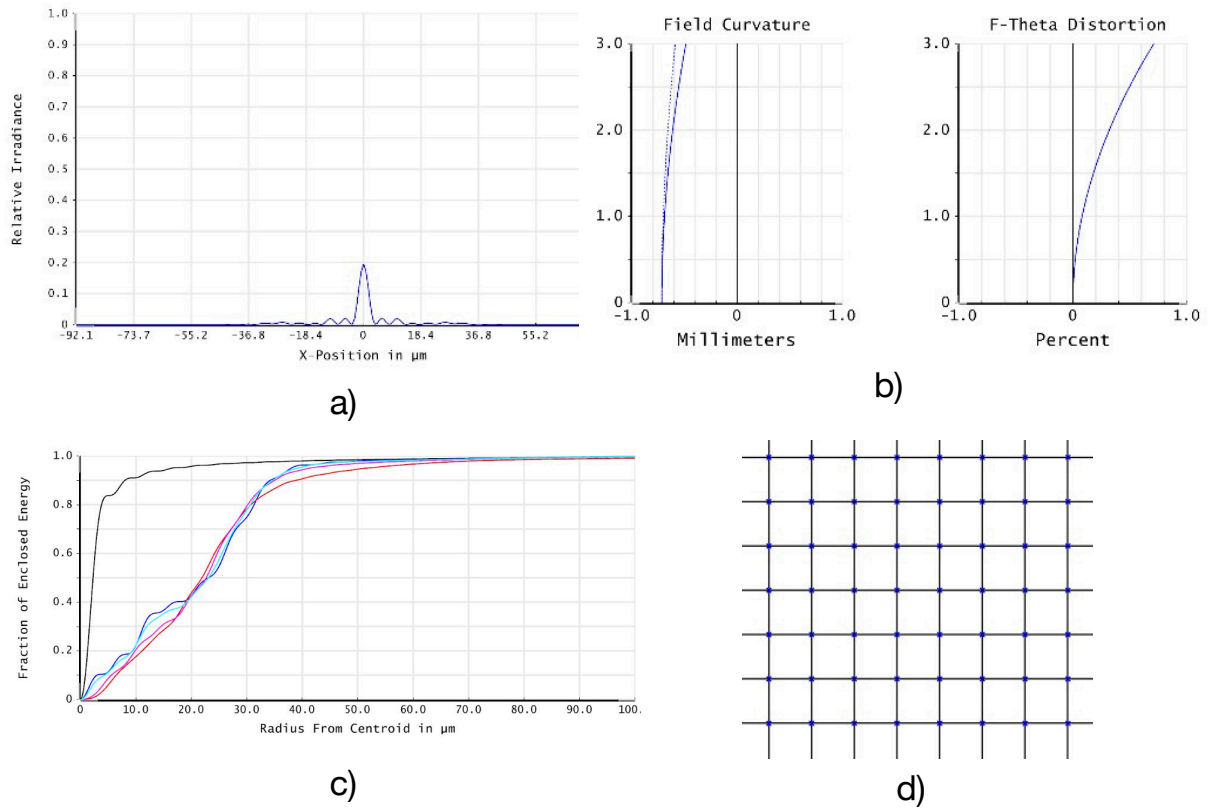 1.0
0.9
0.8
0.7
0.6
0.5
0.4
0.3
0.2
0.1
0
Relative Irradiance
-92.1 -73.7 -55.2 -36.8 -18.4 0 18.4 36.8 55.2
X-Position in µm
a)
Field Curvature
3.0
2.0
1.0
0
-1.0 0 1.0
Millimeters
F-Theta Distortion
3.0
2.0
1.0
0
-1.0 0 1.0
Percent
b)
1.0
0.8
0.6
0.4
0.2
0
Fraction of Enclosed Energy
0 10.0 20.0 30.0 40.0 50.0 60.0 70.0 80.0 90.0 100.
Radius From Centroid in µm
c)
d)